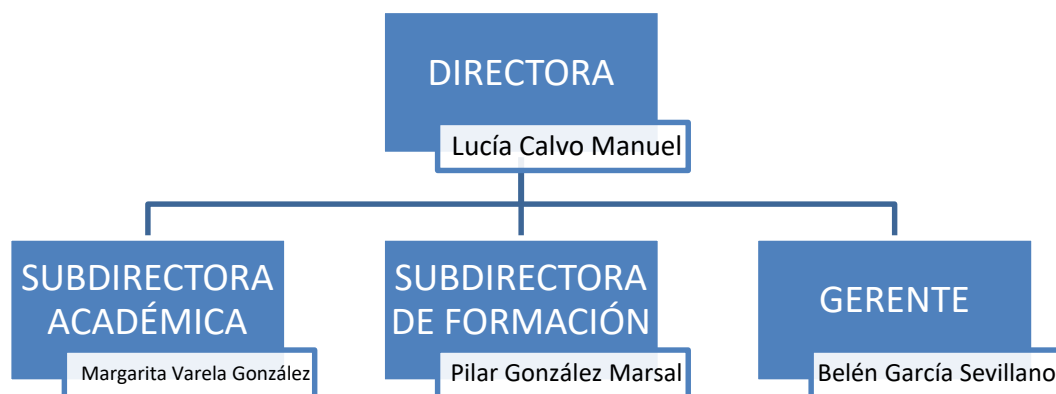 DIRECTORA
Lucía Calvo Manuel
SUBDIRECTORA
ACADÉMICA
Margarita Varela González
SUBDIRECTORA
DE FORMACIÓN
Pilar González Marsal
GERENTE
Belén García Sevillano